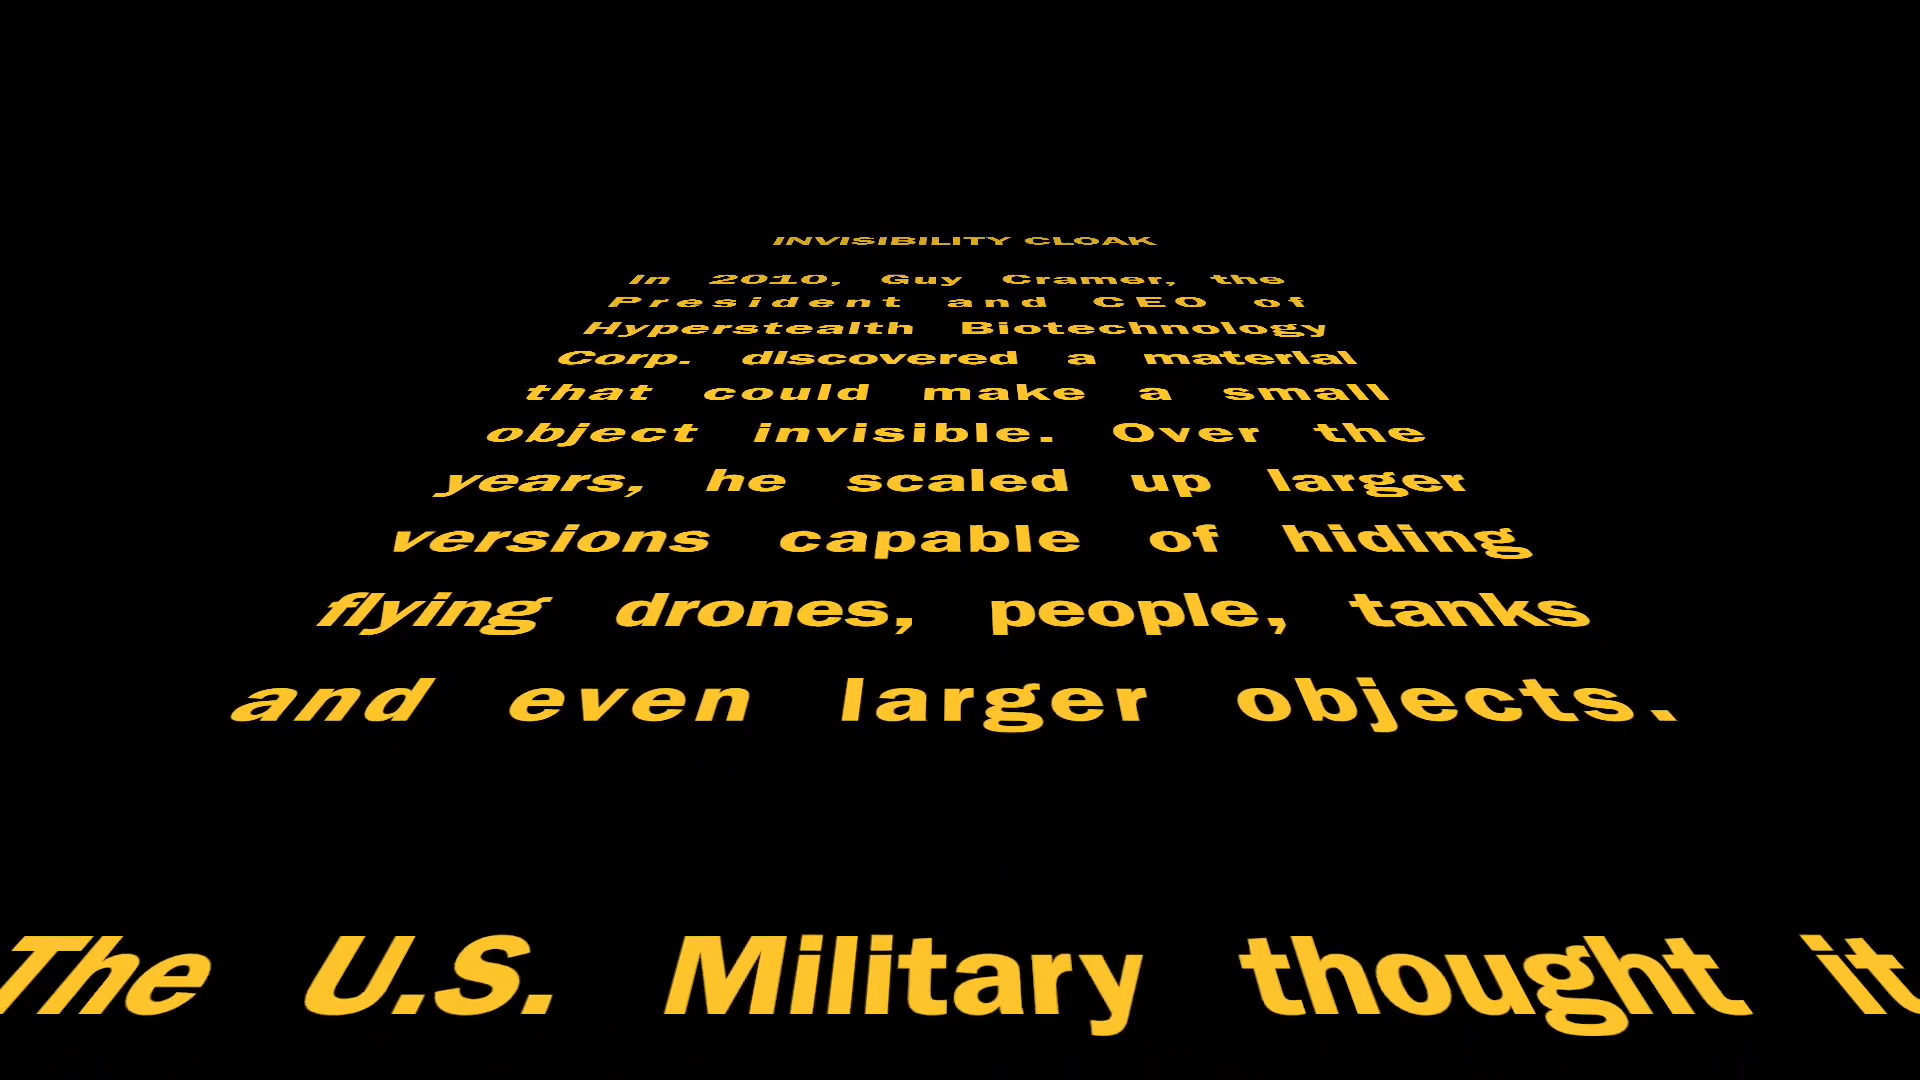 INVISIBILITY CLOAK
In 2010, Guy Cramer, the
President and CEO of
Hyperstealth Biotechnology
Corp. discovered a material
that could make a small
object invisible. Over the
years, he scaled up larger
versions capable of hiding
flying drones, people, tanks
and even larger objects.
The U.S. Military thought it